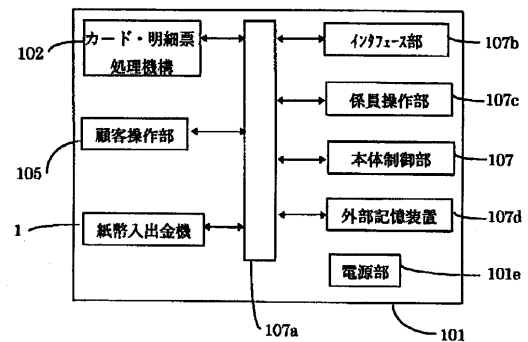 102
カード・明細票
処理機構
インタフェース部
107b
係員操作部
107c
顧客操作部
105
本体制御部
107
1
紙幣入出金機
外部記憶装置
107d
電源部
101e
107a
101